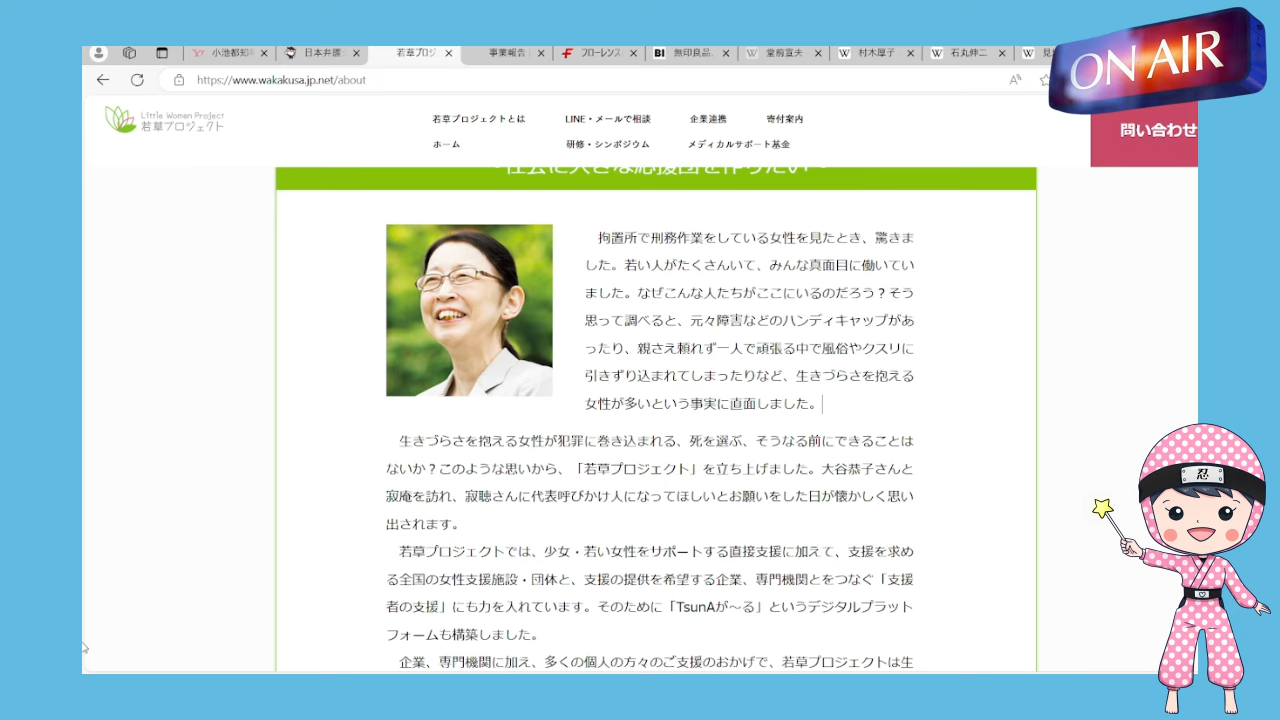 小池都知事
日本弁護
若草プロジ
事業報告
フローレンス
無印良品、
堂前宣夫
村木厚子
石丸伸二
https://www.wakakusa.jp.net/about
ON AIR
Little Women Project
若草プロジェクト
若草プロジェクトとは
LINE・メールで相談
企業連携
寄付案内
ホーム
研修・シンポジウム
メディカルサポート基金
問い合わせ
-社会に大きな応援団を作りたい-
拘置所で刑務作業をしている女性を見たとき、驚きま
した。若い人がたくさんいて、みんな真面目に働いてい
ました。なぜこんな人たちがここにいるのだろう？そう
思って調べると、元々障害などのハンディキャップがあ
ったり、親さえ頼れず一人で頑張る中で風俗やクスリに
引きずり込まれてしまったりなど、生きづらさを抱える
女性が多いという事実に直面しました。
生きづらさを抱える女性が犯罪に巻き込まれる、死を選ぶ、そうなる前にできることは
ないか？このような思いから、「若草プロジェクト」を立ち上げました。大谷恭子さんと
寂庵を訪れ、寂聴さんに代表呼びかけ人になってほしいとお願いをした日が懐かしく思い
出されます。
若草プロジェクトでは、少女・若い女性をサポートする直接支援に加えて、支援を求め
る全国の女性支援施設・団体と、支援の提供を希望する企業、専門機関とをつなぐ「支援
者の支援」にも力を入れています。そのために「TsunAが～る」というデジタルプラット
フォームも構築しました。
企業、専門機関に加え、多くの個人の方々のご支援のおかげで、若草プロジェクトは生
忍